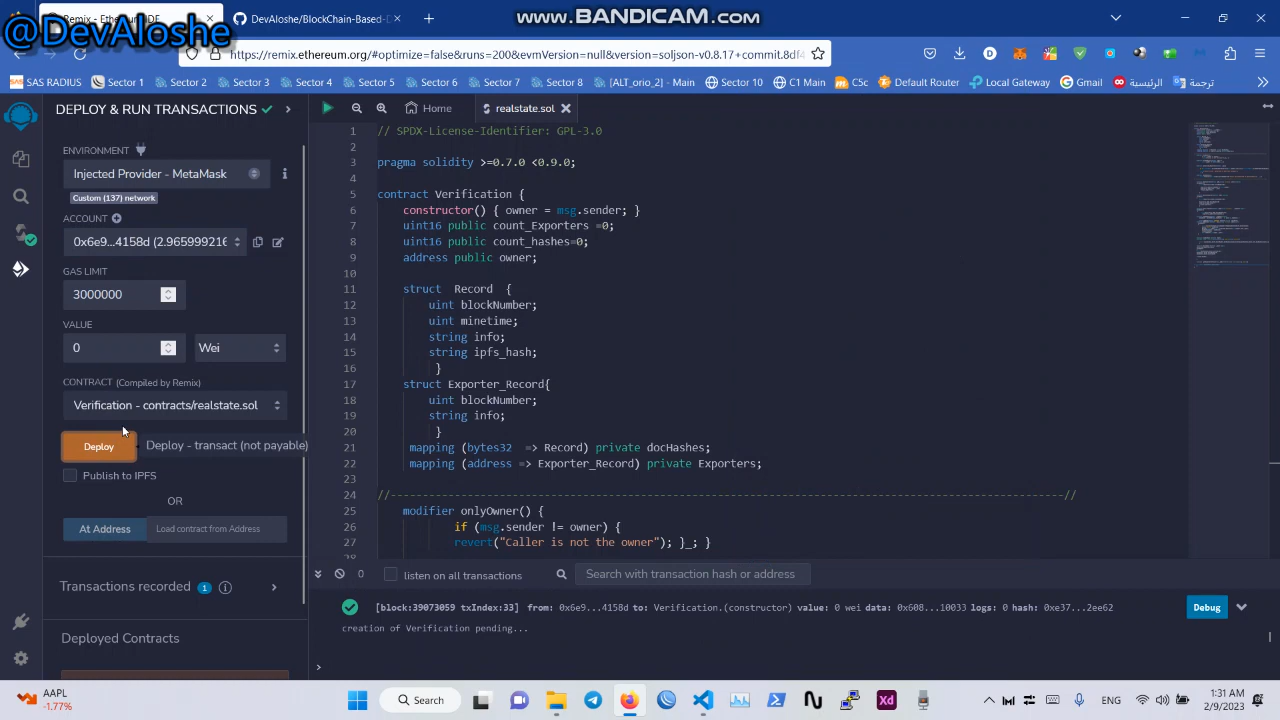 www.BANDICAM.com
@DevAloshe
Remix - Ethereum IDE
DevAloshe/BlockChain-Based-D
https://remix.ethereum.org/#optimize=false&runs=200&evmVersion=null&version=soljson-v0.8.17+commit.8df4
SAS RADIUS
Sector 1
Sector 2
Sector 3
Sector 4
Sector 5
[ALT_orio_2] - Main
Sector 6
Sector 7
Sector 8
Sector 10
C1 Main
C5c
Default Router
Local Gateway
Gmail
الرئيسية
ترجمة
DEPLOY & RUN TRANSACTIONS
ENVIRONMENT
Injected Provider - MetaMask
Custom (137) network
ACCOUNT
0x6e9...4158d (2.965999216
GAS LIMIT
3000000
VALUE
0
Wei
CONTRACT (Compiled by Remix)
Verification - contracts/realstate.sol
Deploy
Deploy - transact (not payable)
Publish to IPFS
OR
At Address
Load contract from Address
Transactions recorded 1 i
Deployed Contracts
Home
realstate.sol
1 // SPDX-License-Identifier: GPL-3.0
2
3 pragma solidity >=0.7.0 <0.9.0;
4
5 contract Verification {
6 constructor() { owner = msg.sender; }
7 uint16 public count_Exporters =0;
8 uint16 public count_hashes=0;
9 address public owner;
10
11 struct Record {
12 uint blockNumber;
13 uint minetime;
14 string info;
15 string ipfs_hash;
16 }
17 struct Exporter_Record{
18 uint blockNumber;
19 string info;
20 }
21 mapping (bytes32 => Record) private docHashes;
22 mapping (address => Exporter_Record) private Exporters;
23
24 //---------------------------------------------------------------------------------------------------------//
25 modifier onlyOwner() {
26 if (msg.sender != owner) {
27 revert("Caller is not the owner"); }_; }
28
0
listen on all transactions
Search with transaction hash or address
[block:39073059 txIndex:33] from: 0x6e9...4158d to: Verification.(constructor) value: 0 wei data: 0x608...10033 logs: 0 hash: 0xe37...2ee62
Debug
creation of Verification pending...
>
AAPL
-1.77%
Search
Xd
ENG
1:31 AM
2/9/2023